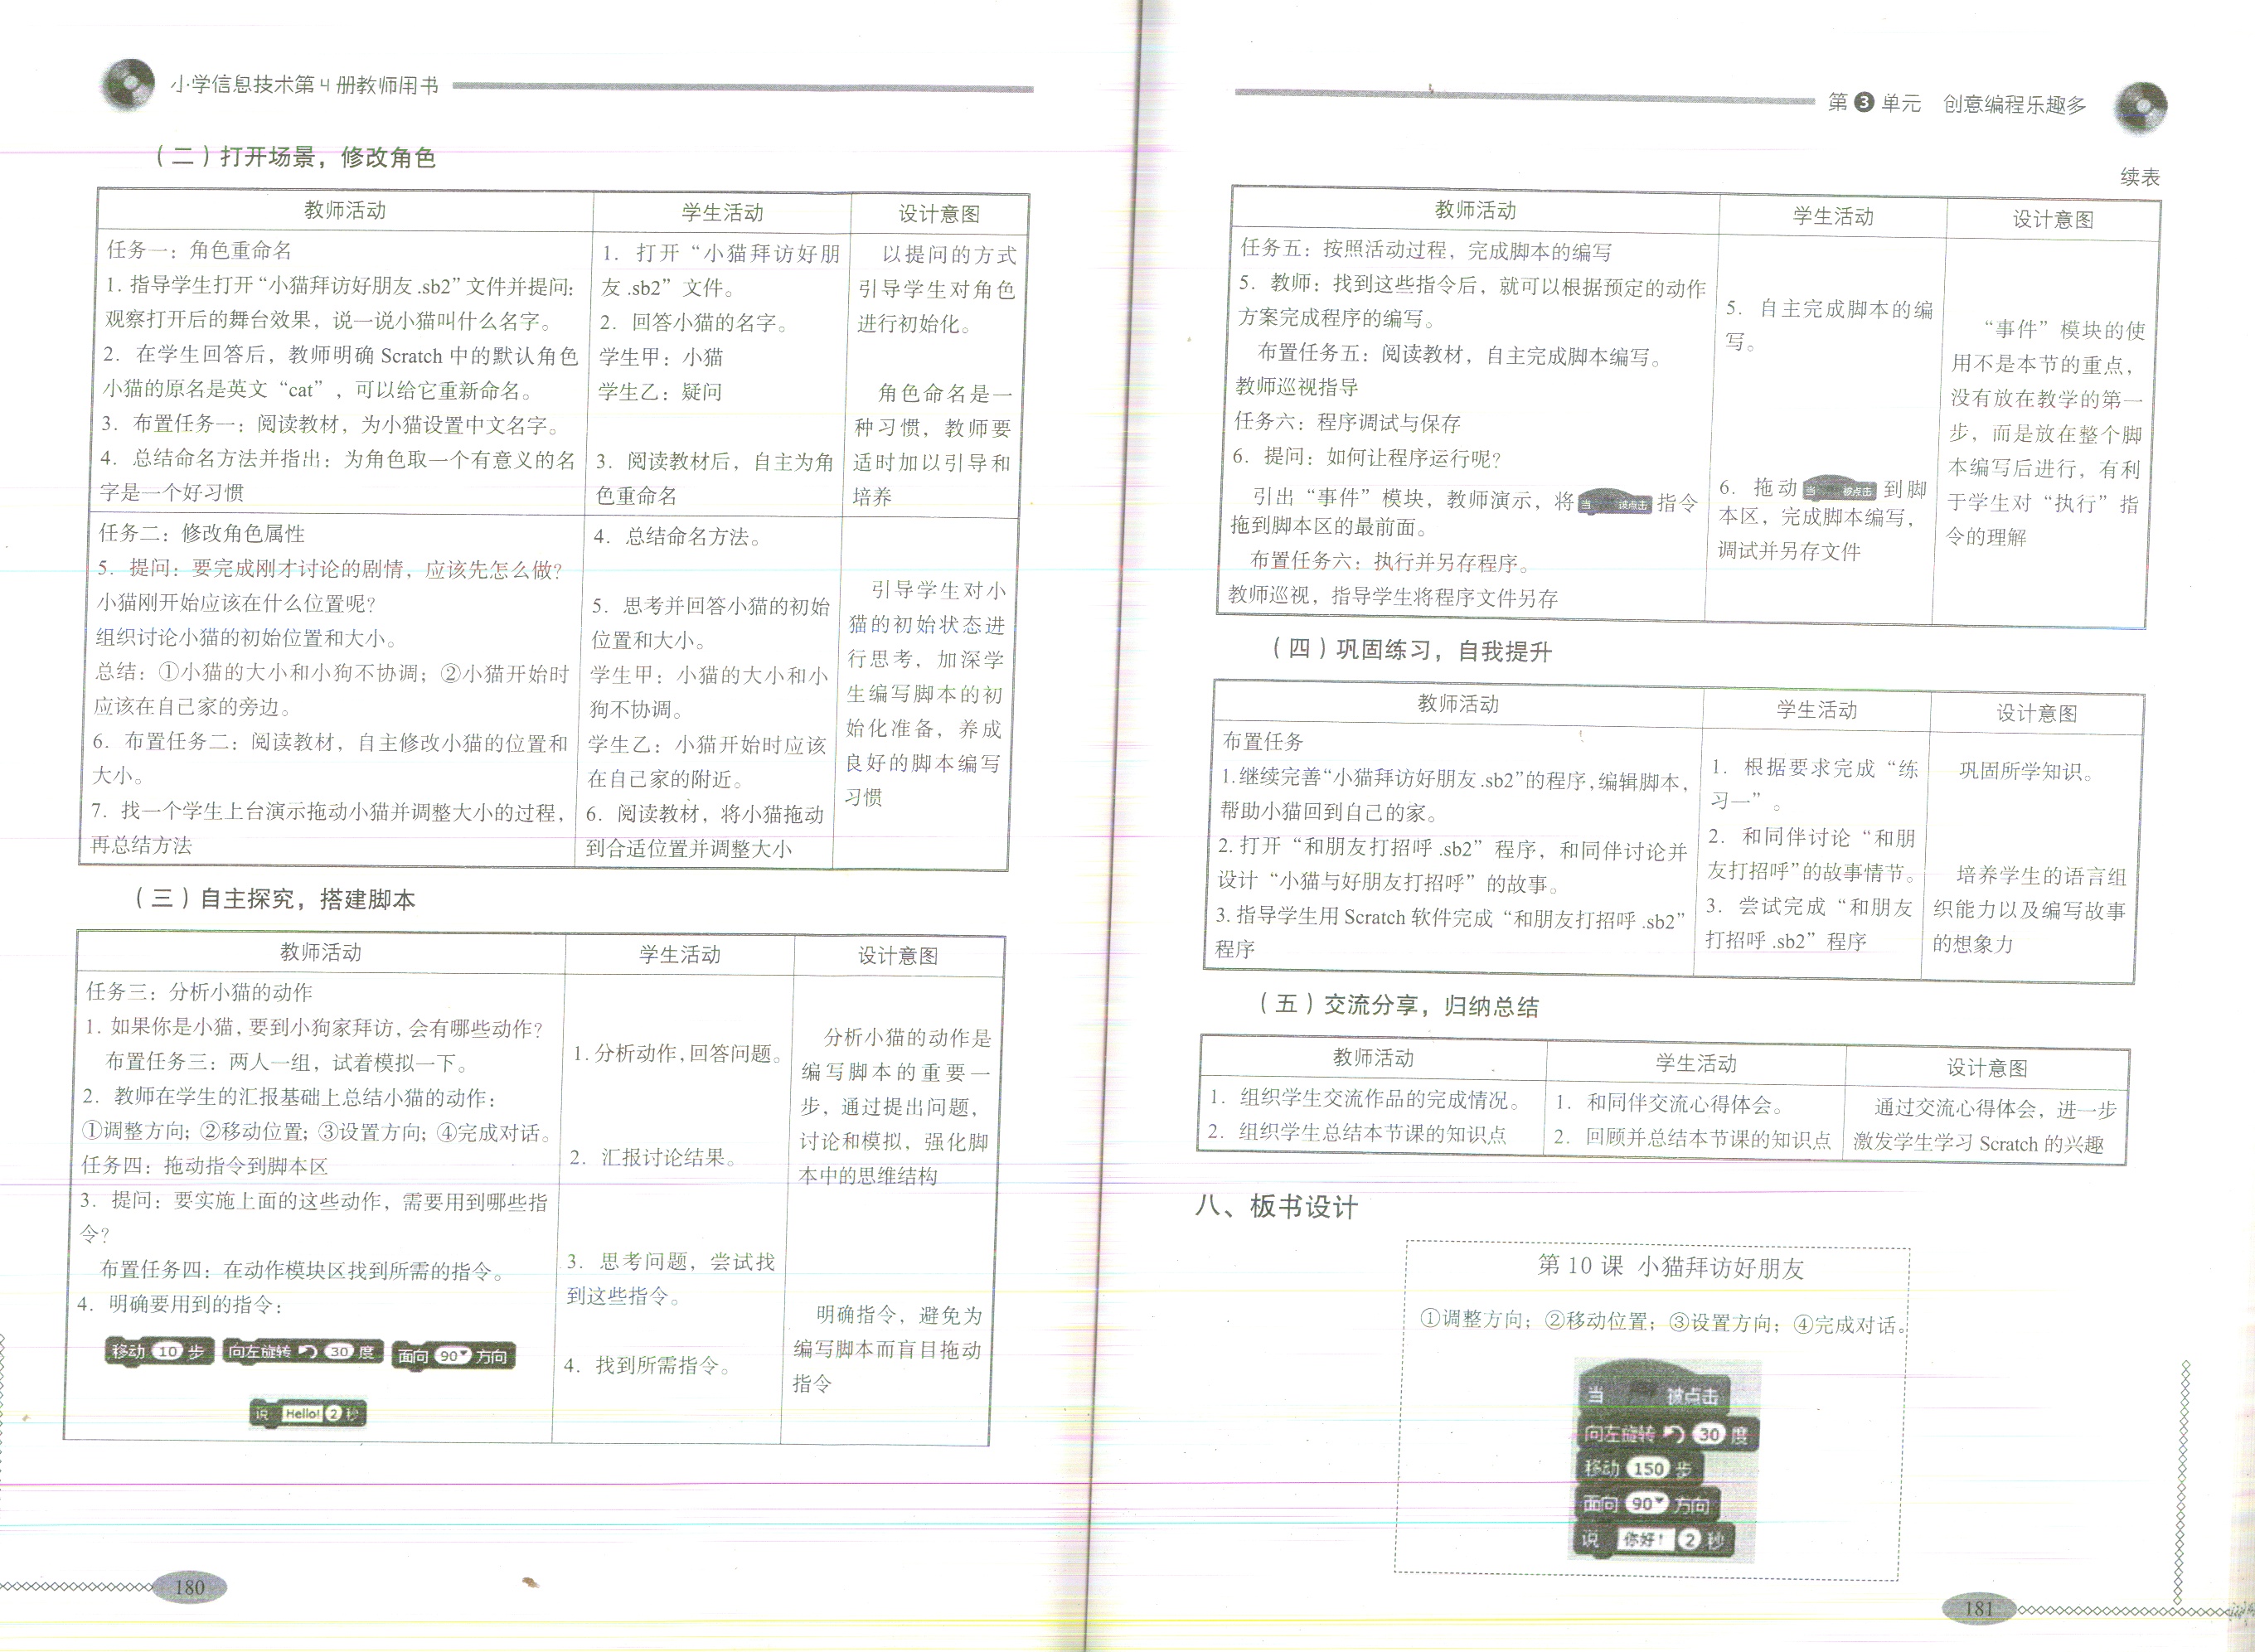 小学信息技术第4册教师用书
（二）打开场景，修改角色
教师活动
学生活动
设计意图
任务一：角色重命名
1. 指导学生打开“小猫拜访好朋友.sb2”文件并提问：
观察打开后的舞台效果，说一说小猫叫什么名字。
2. 在学生回答后，教师明确 Scratch 中的默认角色
小猫的原名是英文“cat”，可以给它重新命名。
3. 布置任务一：阅读教材，为小猫设置中文名字。
4. 总结命名方法并指出：为角色取一个有意义的名
字是一个好习惯
1. 打开“小猫拜访好朋
友.sb2”文件。
2. 回答小猫的名字。
学生甲：小猫
学生乙：疑问
3. 阅读教材后，自主为角
色重命名
以提问的方式
引导学生对角色
进行初始化。
角色命名是一
种习惯，教师要
适时加以引导和
培养
任务二：修改角色属性
5. 提问：要完成刚才讨论的剧情，应该先怎么做？
小猫刚开始应该在什么位置呢？
组织讨论小猫的初始位置和大小。
总结：①小猫的大小和小狗不协调；②小猫开始时
应该在自己家的旁边。
6. 布置任务二：阅读教材，自主修改小猫的位置和
大小。
7. 找一个学生上台演示拖动小猫并调整大小的过程，
再总结方法
4. 总结命名方法。
5. 思考并回答小猫的初始
位置和大小。
学生甲：小猫的大小和小
狗不协调。
学生乙：小猫开始时应该
在自己家的附近。
6. 阅读教材，将小猫拖动
到合适位置并调整大小
引导学生对小
猫的初始状态进
行思考，加深学
生编写脚本的初
始化准备，养成
良好的脚本编写
习惯
（三）自主探究，搭建脚本
教师活动
学生活动
设计意图
任务三：分析小猫的动作
1. 如果你是小猫，要到小狗家拜访，会有哪些动作？
布置任务三：两人一组，试着模拟一下。
2. 教师在学生的汇报基础上总结小猫的动作：
①调整方向；②移动位置；③设置方向；④完成对话。
任务四：拖动指令到脚本区
3. 提问：要实施上面的这些动作，需要用到哪些指
令？
布置任务四：在动作模块区找到所需的指令。
4. 明确要用到的指令：
移动 10 步 向左旋转 30 度 面向 90 方向
说 Hello! 2 秒
1. 分析动作，回答问题。
2. 汇报讨论结果。
3. 思考问题，尝试找
到这些指令。
4. 找到所需指令。
分析小猫的动作是
编写脚本的重要一
步，通过提出问题，
讨论和模拟，强化脚
本中的思维结构
明确指令，避免为
编写脚本而盲目拖动
指令
180
第3单元 创意编程乐趣多
续表
教师活动
学生活动
设计意图
任务五：按照活动过程，完成脚本的编写
5. 教师：找到这些指令后，就可以根据预定的动作
方案完成程序的编写。
布置任务五：阅读教材，自主完成脚本编写。
教师巡视指导
任务六：程序调试与保存
6. 提问：如何让程序运行呢？
引出“事件”模块，教师演示，将 当 被点击 指令
拖到脚本区的最前面。
布置任务六：执行并另存程序。
教师巡视，指导学生将程序文件另存
5. 自主完成脚本的编
写。
6. 拖动 当 被点击 到脚
本区，完成脚本编写，
调试并另存文件
“事件”模块的使
用不是本节的重点，
没有放在教学的第一
步，而是放在整个脚
本编写后进行，有利
于学生对“执行”指
令的理解
（四）巩固练习，自我提升
教师活动
学生活动
设计意图
布置任务
1. 继续完善“小猫拜访好朋友.sb2”的程序，编辑脚本，
帮助小猫回到自己的家。
2. 打开“和朋友打招呼.sb2”程序，和同伴讨论并
设计“小猫与好朋友打招呼”的故事。
3. 指导学生用 Scratch 软件完成“和朋友打招呼.sb2”
程序
1. 根据要求完成“练
习一”。
2. 和同伴讨论“和朋
友打招呼”的故事情节。
3. 尝试完成“和朋友
打招呼.sb2”程序
巩固所学知识。
培养学生的语言组
织能力以及编写故事
的想象力
（五）交流分享，归纳总结
教师活动
学生活动
设计意图
1. 组织学生交流作品的完成情况。
2. 组织学生总结本节课的知识点
1. 和同伴交流心得体会。
2. 回顾并总结本节课的知识点
通过交流心得体会，进一步
激发学生学习 Scratch 的兴趣
八、板书设计
第 10 课 小猫拜访好朋友
①调整方向；②移动位置；③设置方向；④完成对话。
当 被点击
向左旋转 30 度
移动 150 步
面向 90 方向
说 你好！ 2 秒
181